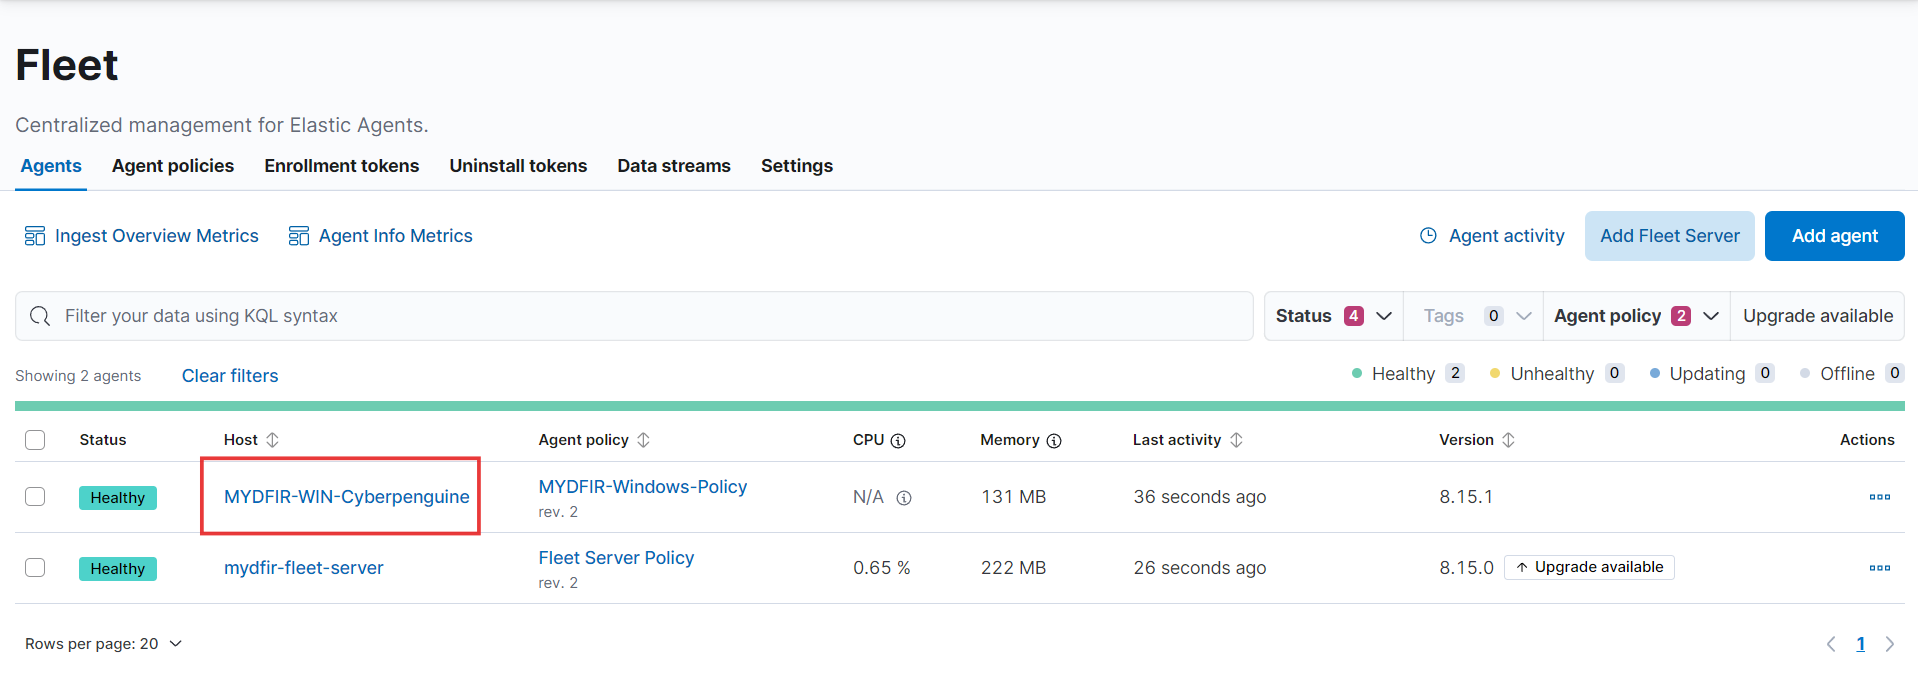 Fleet
Centralized management for Elastic Agents.
Agents Agent policies Enrollment tokens Uninstall tokens Data streams Settings
Ingest Overview Metrics Agent Info Metrics Agent activity Add Fleet Server Add agent
Filter your data using KQL syntax Status 4 Tags 0 Agent policy 2 Upgrade available
Showing 2 agents Clear filters Healthy 2 Unhealthy 0 Updating 0 Offline 0
Status Host Agent policy CPU Memory Last activity Version Actions
Healthy MYDFIR-WIN-Cyberpenguine MYDFIR-Windows-Policy N/A 131 MB 36 seconds ago 8.15.1
rev. 2
Healthy mydfir-fleet-server Fleet Server Policy 0.65 % 222 MB 26 seconds ago 8.15.0 Upgrade available
rev. 2
Rows per page: 20 1